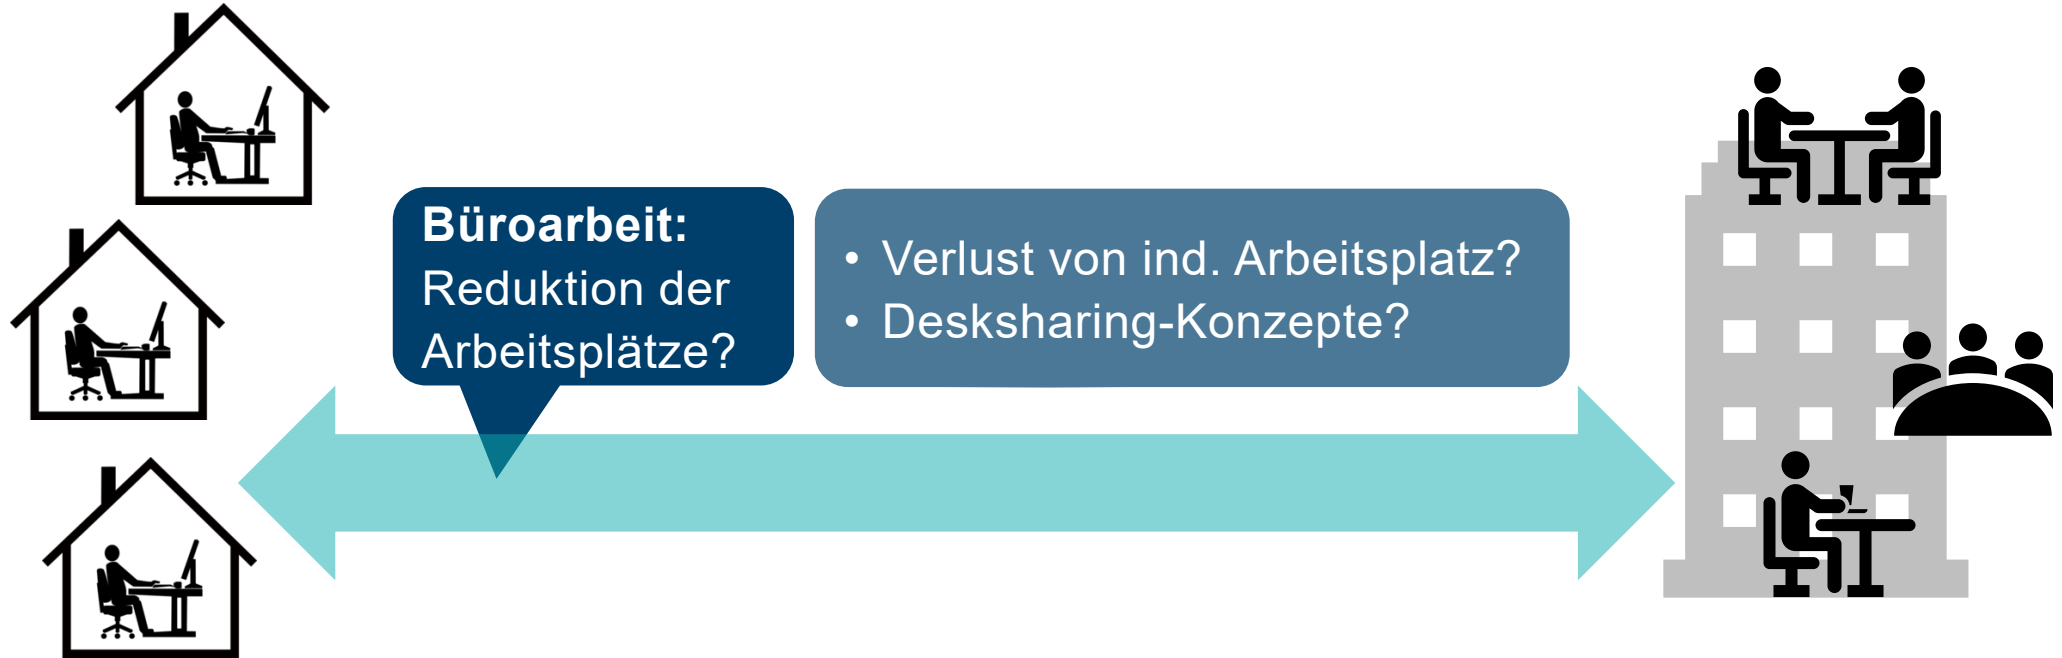 Büroarbeit:
Reduktion der
Arbeitsplätze?
• Verlust von ind. Arbeitsplatz?
• Desksharing-Konzepte?